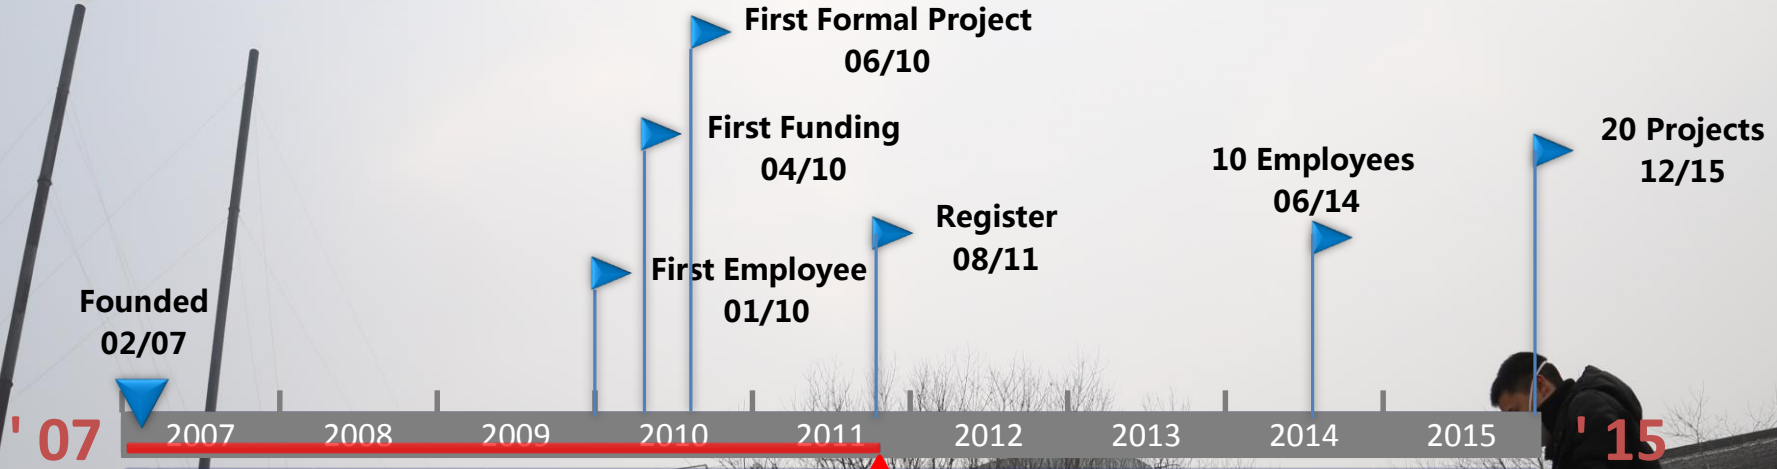 First Formal Project
06/10
First Funding
04/10
20 Projects
12/15
10 Employees
06/14
Register
08/11
First Employee
01/10
Founded
02/07
' 07
2007
2008
2009
2010
2011
2012
2013
2014
2015
' 15